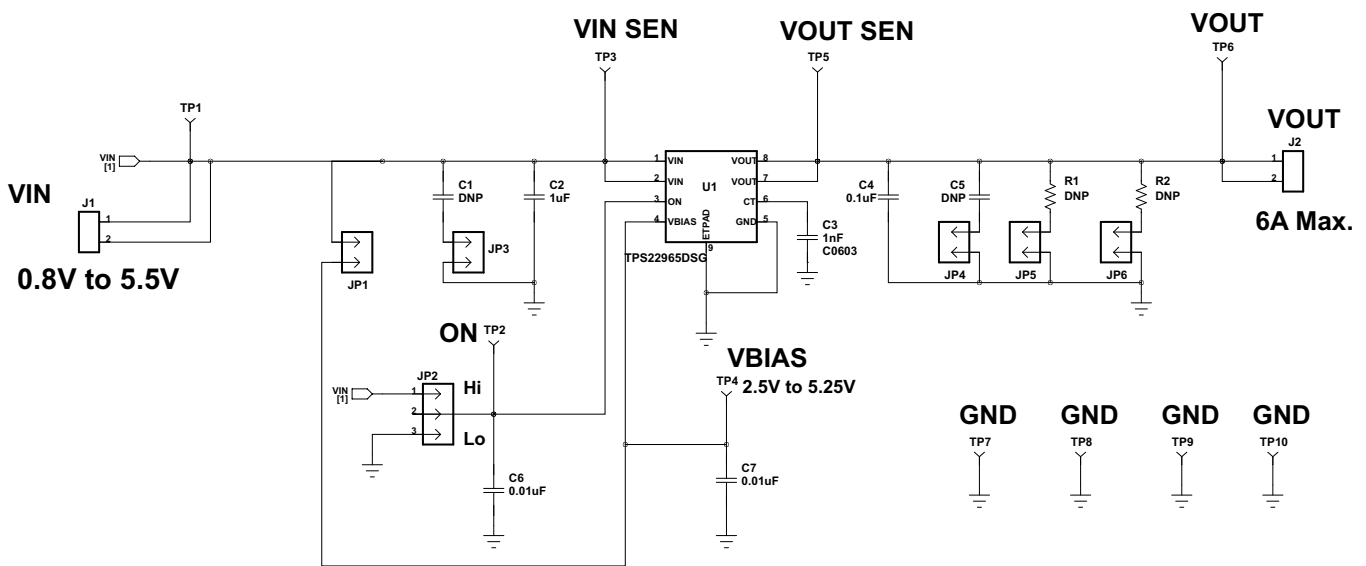 VIN SEN
TP3
VOUT SEN
TP5
VOUT
TP6
TP1
VIN
[1]
VIN
J1
1
2
0.8V to 5.5V
JP1
C1
DNP
JP3
C2
1uF
1 VIN
2 VIN
3 ON
4 VBIAS
U1
ETPAD
9
VOUT 8
VOUT 7
CT 6
GND 5
TPS22965DSG
C3
1nF
C0603
C4
0.1uF
C5
DNP
JP4
R1
DNP
JP5
R2
DNP
JP6
VOUT
J2
1
2
6A Max.
ON TP2
JP2
VIN
[1]
1
2
3
Hi
Lo
C6
0.01uF
VBIAS
TP4 2.5V to 5.25V
C7
0.01uF
GND
TP7
GND
TP8
GND
TP9
GND
TP10